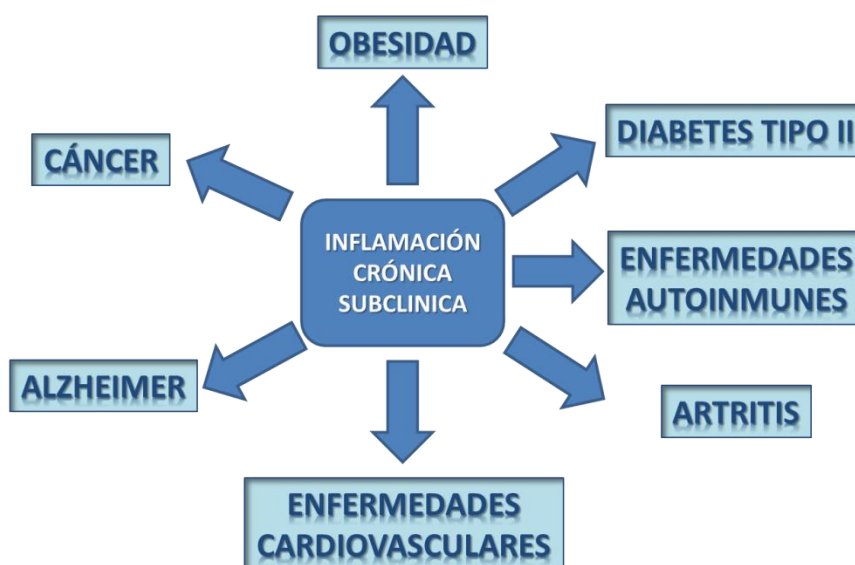 OBESIDAD
DIABETES TIPO II
CÁNCER
INFLAMACIÓN
CRÓNICA
SUBCLINICA
ENFERMEDADES
AUTOINMUNES
ALZHEIMER
ARTRITIS
ENFERMEDADES
CARDIOVASCULARES